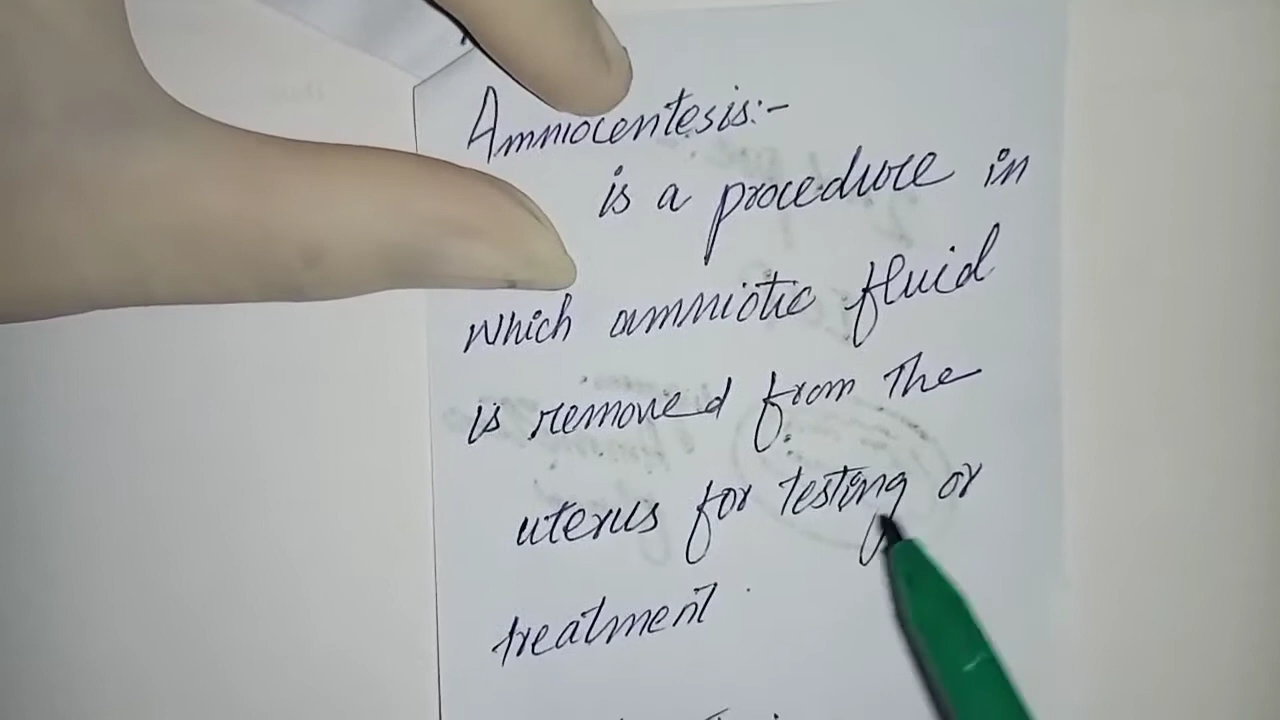 Amniocentesis:-
is a procedure in
which amniotic fluid
is removed from the
uterus for testing or
treatment